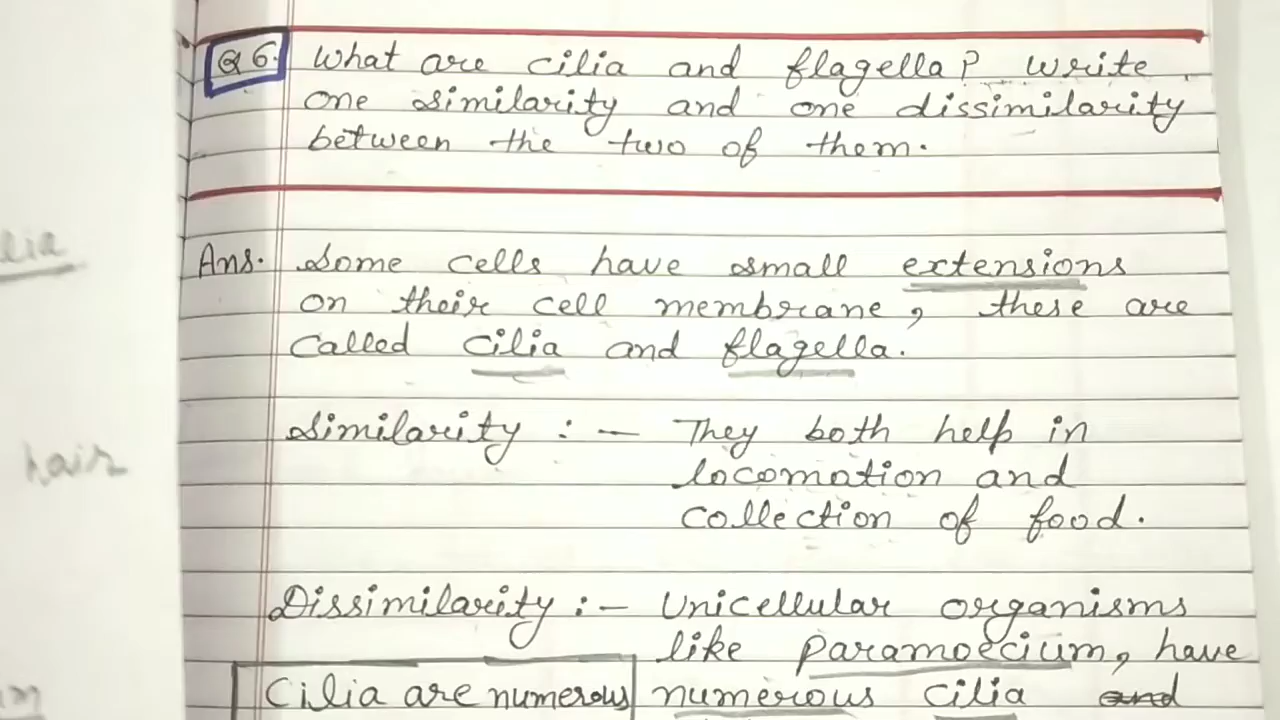 Q 6. What are cilia and flagella? Write
one similarity and one dissimilarity
between the two of them.
Ans. Some cells have small extensions
on their cell membrane, these are
called cilia and flagella.
Similarity :- They both help in
locomotion and
collection of food.
Dissimilarity :- Unicellular organisms
like paramoecium, have
Cilia are numerous numerous cilia and
hair